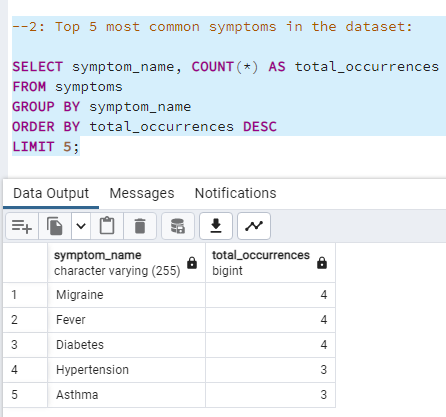 --2: Top 5 most common symptoms in the dataset:
SELECT symptom_name, COUNT(*) AS total_occurrences
FROM symptoms
GROUP BY symptom_name
ORDER BY total_occurrences DESC
LIMIT 5;
Data Output Messages Notifications
symptom_name total_occurrences
character varying (255) bigint
1 Migraine 4
2 Fever 4
3 Diabetes 4
4 Hypertension 3
5 Asthma 3